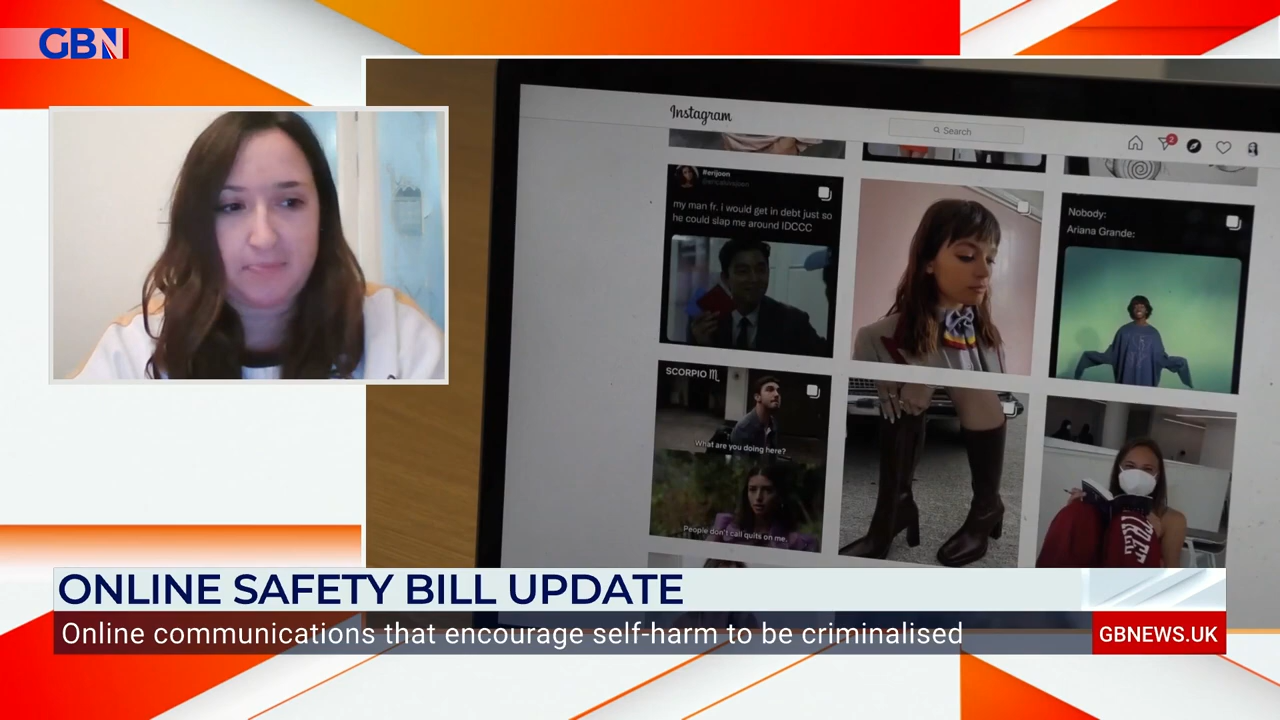 GBN
Instagram
Search
2
#erijoon
my man fr. i would get in debt just so
he could slap me around IDCCC
Nobody:
Ariana Grande:
SCORPIO ♏
What are you doing here?
People don't call quits on me.
ONLINE SAFETY BILL UPDATE
Online communications that encourage self-harm to be criminalised
GBNEWS.UK